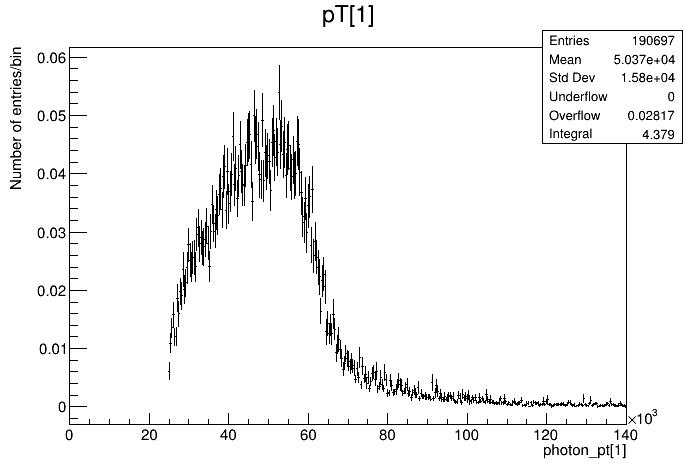 pT[1]
Entries 190697
Mean 5.037e+04
Std Dev 1.58e+04
Underflow 0
Overflow 0.02817
Integral 4.379
Number of entries/bin
0.06
0.05
0.04
0.03
0.02
0.01
0
0 20 40 60 80 100 120 140
×10³
photon_pt[1]